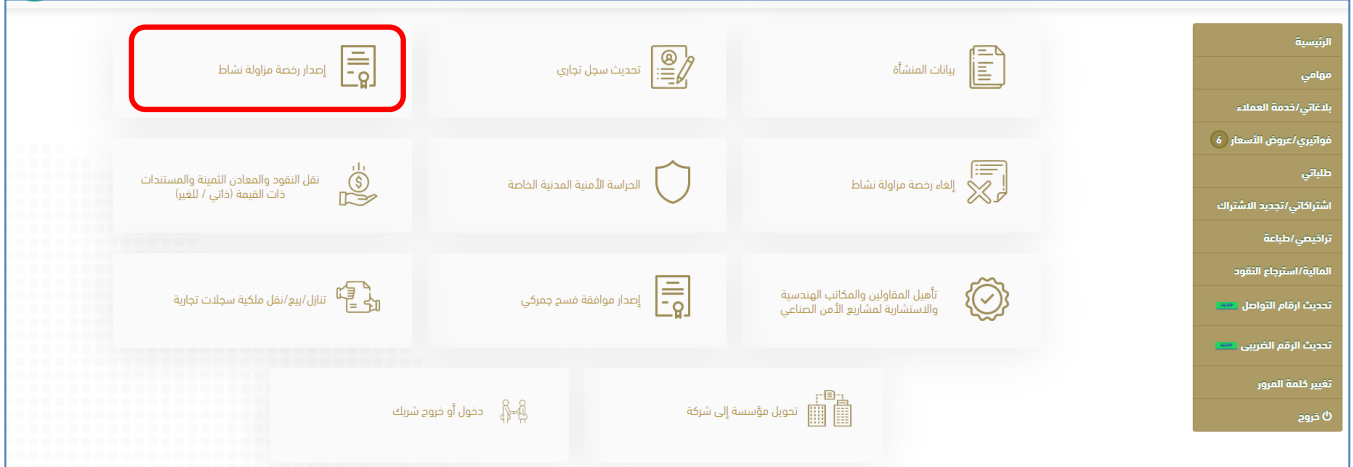 الرئيسية
مهامي
بلاغاتي/خدمة العملاء
فواتيري/عروض الأسعار 6
طلباتي
اشتراكاتي/تجديد الاشتراك
تراخيصي/طباعة
المالية/استرجاع النقود
تحديث ارقام التواصل جديد
تحديث الرقم الضريبي جديد
تغيير كلمة المرور
خروج
بيانات المنشأة
تحديث سجل تجاري
إصدار رخصة مزاولة نشاط
إلغاء رخصة مزاولة نشاط
الحراسة الأمنية المدنية الخاصة
نقل النقود والمعادن الثمينة والمستندات
ذات القيمة (ذاتي / للغير)
تأهيل المقاولين والمكاتب الهندسية
والاستشارية لمشاريع الأمن الصناعي
إصدار موافقة فسح جمركي
تنازل/بيع/نقل ملكية سجلات تجارية
تحويل مؤسسة إلى شركة
دخول أو خروج شريك